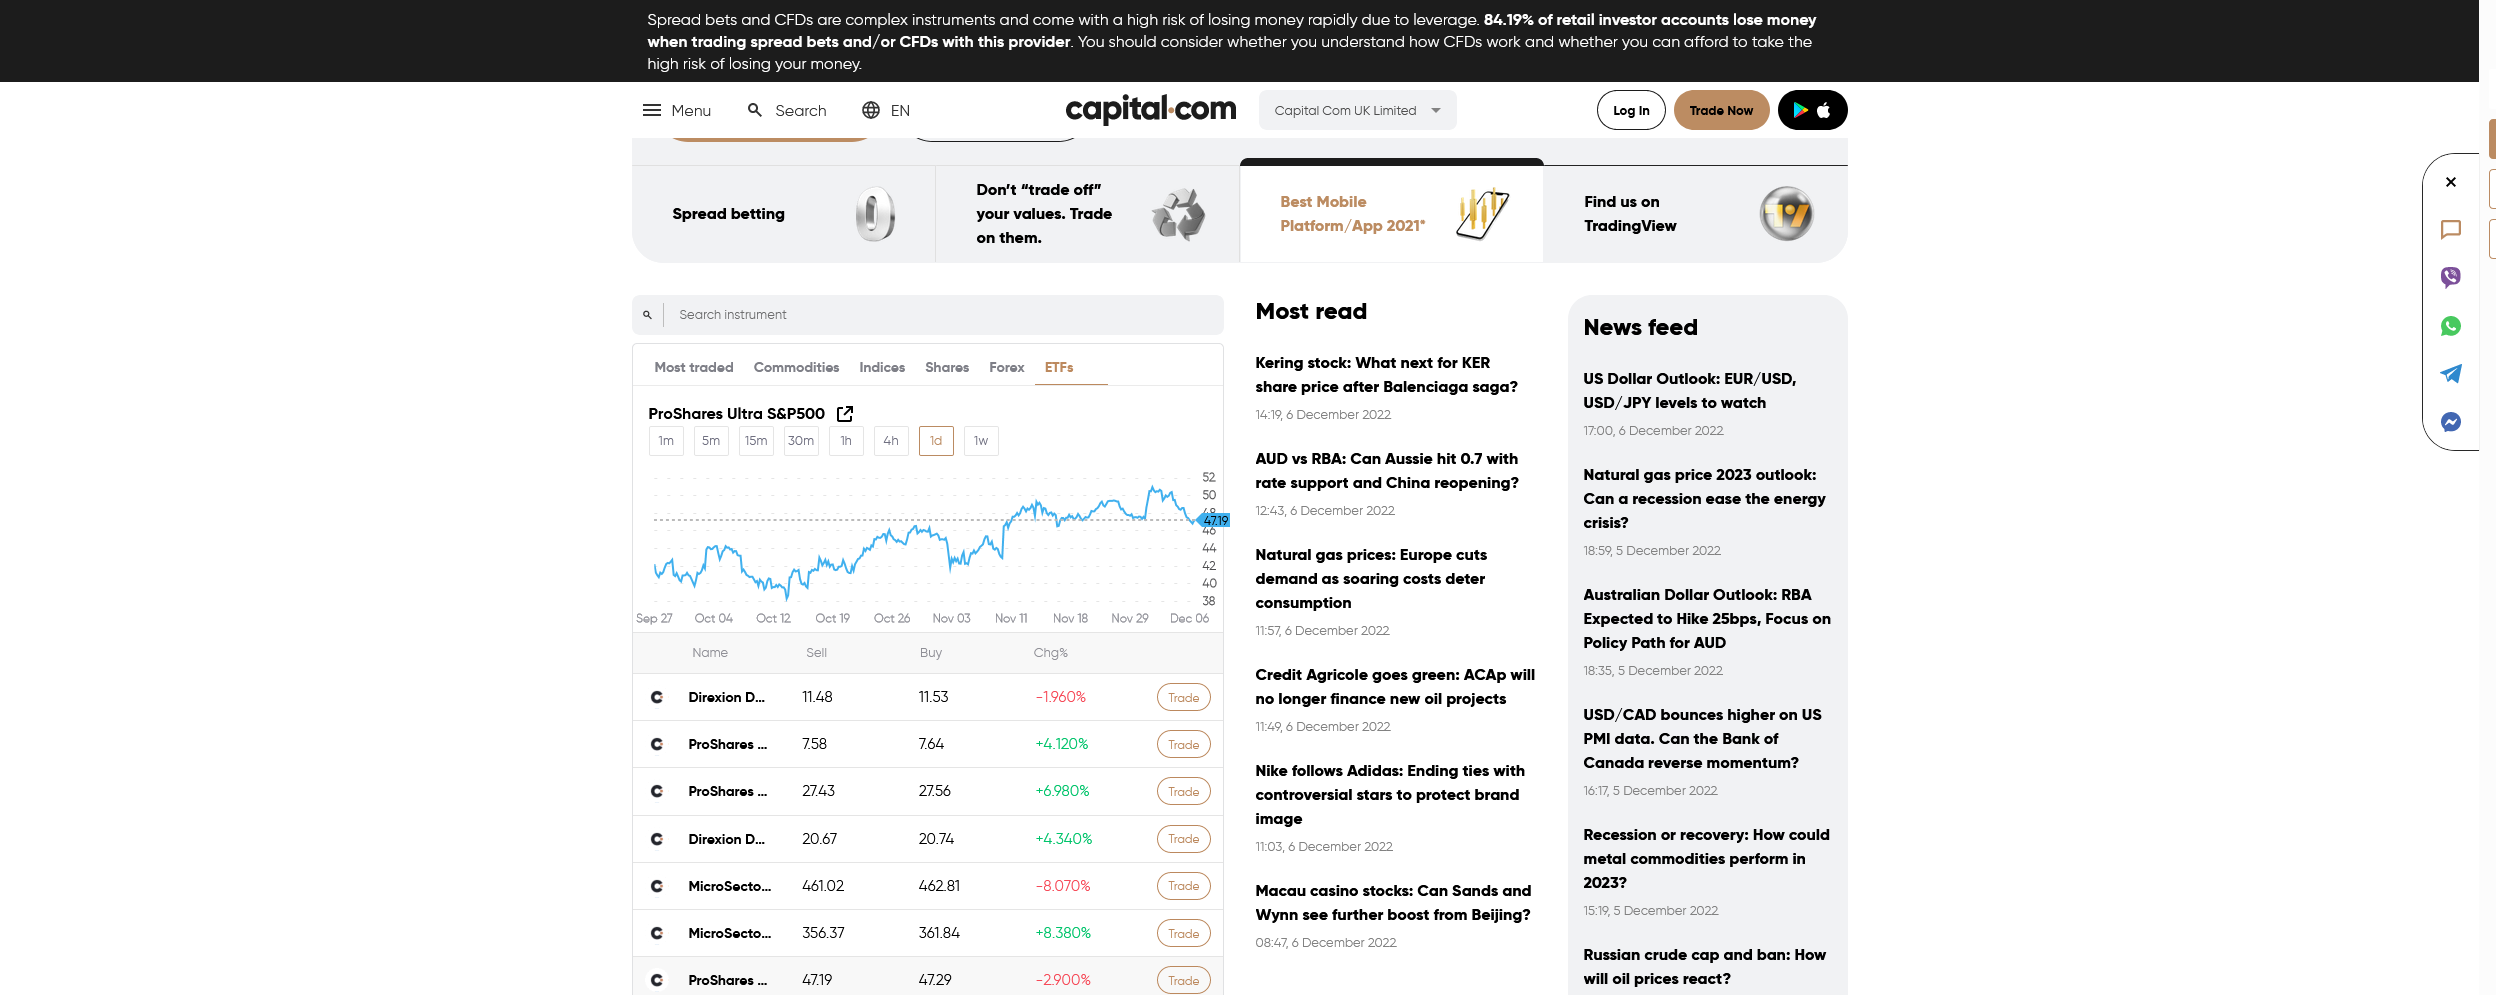 Spread bets and CFDs are complex instruments and come with a high risk of losing money rapidly due to leverage. 84.19% of retail investor accounts lose money
when trading spread bets and/or CFDs with this provider. You should consider whether you understand how CFDs work and whether you can afford to take the
high risk of losing your money.
Menu
Search
EN
capital.com
Capital Com UK Limited
Log In
Trade Now
Spread betting
Don't “trade off”
your values. Trade
on them.
Best Mobile
Platform/App 2021*
Find us on
TradingView
Search instrument
Most traded
Commodities
Indices
Shares
Forex
ETFs
ProShares Ultra S&P500
1m
5m
15m
30m
1h
4h
1d
1w
52
50
48
47.19
46
44
42
40
38
Sep 27
Oct 04
Oct 12
Oct 19
Oct 26
Nov 03
Nov 11
Nov 18
Nov 29
Dec 06
Name Sell Buy Chg%
Direxion D... 11.48 11.53 -1.960% Trade
ProShares ... 7.58 7.64 +4.120% Trade
ProShares ... 27.43 27.56 +6.980% Trade
Direxion D... 20.67 20.74 +4.340% Trade
MicroSecto... 461.02 462.81 -8.070% Trade
MicroSecto... 356.37 361.84 +8.380% Trade
ProShares ... 47.19 47.29 -2.900% Trade
Most read
Kering stock: What next for KER
share price after Balenciaga saga?
14:19, 6 December 2022
AUD vs RBA: Can Aussie hit 0.7 with
rate support and China reopening?
12:43, 6 December 2022
Natural gas prices: Europe cuts
demand as soaring costs deter
consumption
11:57, 6 December 2022
Credit Agricole goes green: ACAp will
no longer finance new oil projects
11:49, 6 December 2022
Nike follows Adidas: Ending ties with
controversial stars to protect brand
image
11:03, 6 December 2022
Macau casino stocks: Can Sands and
Wynn see further boost from Beijing?
08:47, 6 December 2022
News feed
US Dollar Outlook: EUR/USD,
USD/JPY levels to watch
17:00, 6 December 2022
Natural gas price 2023 outlook:
Can a recession ease the energy
crisis?
18:59, 5 December 2022
Australian Dollar Outlook: RBA
Expected to Hike 25bps, Focus on
Policy Path for AUD
18:35, 5 December 2022
USD/CAD bounces higher on US
PMI data. Can the Bank of
Canada reverse momentum?
16:17, 5 December 2022
Recession or recovery: How could
metal commodities perform in
2023?
15:19, 5 December 2022
Russian crude cap and ban: How
will oil prices react?